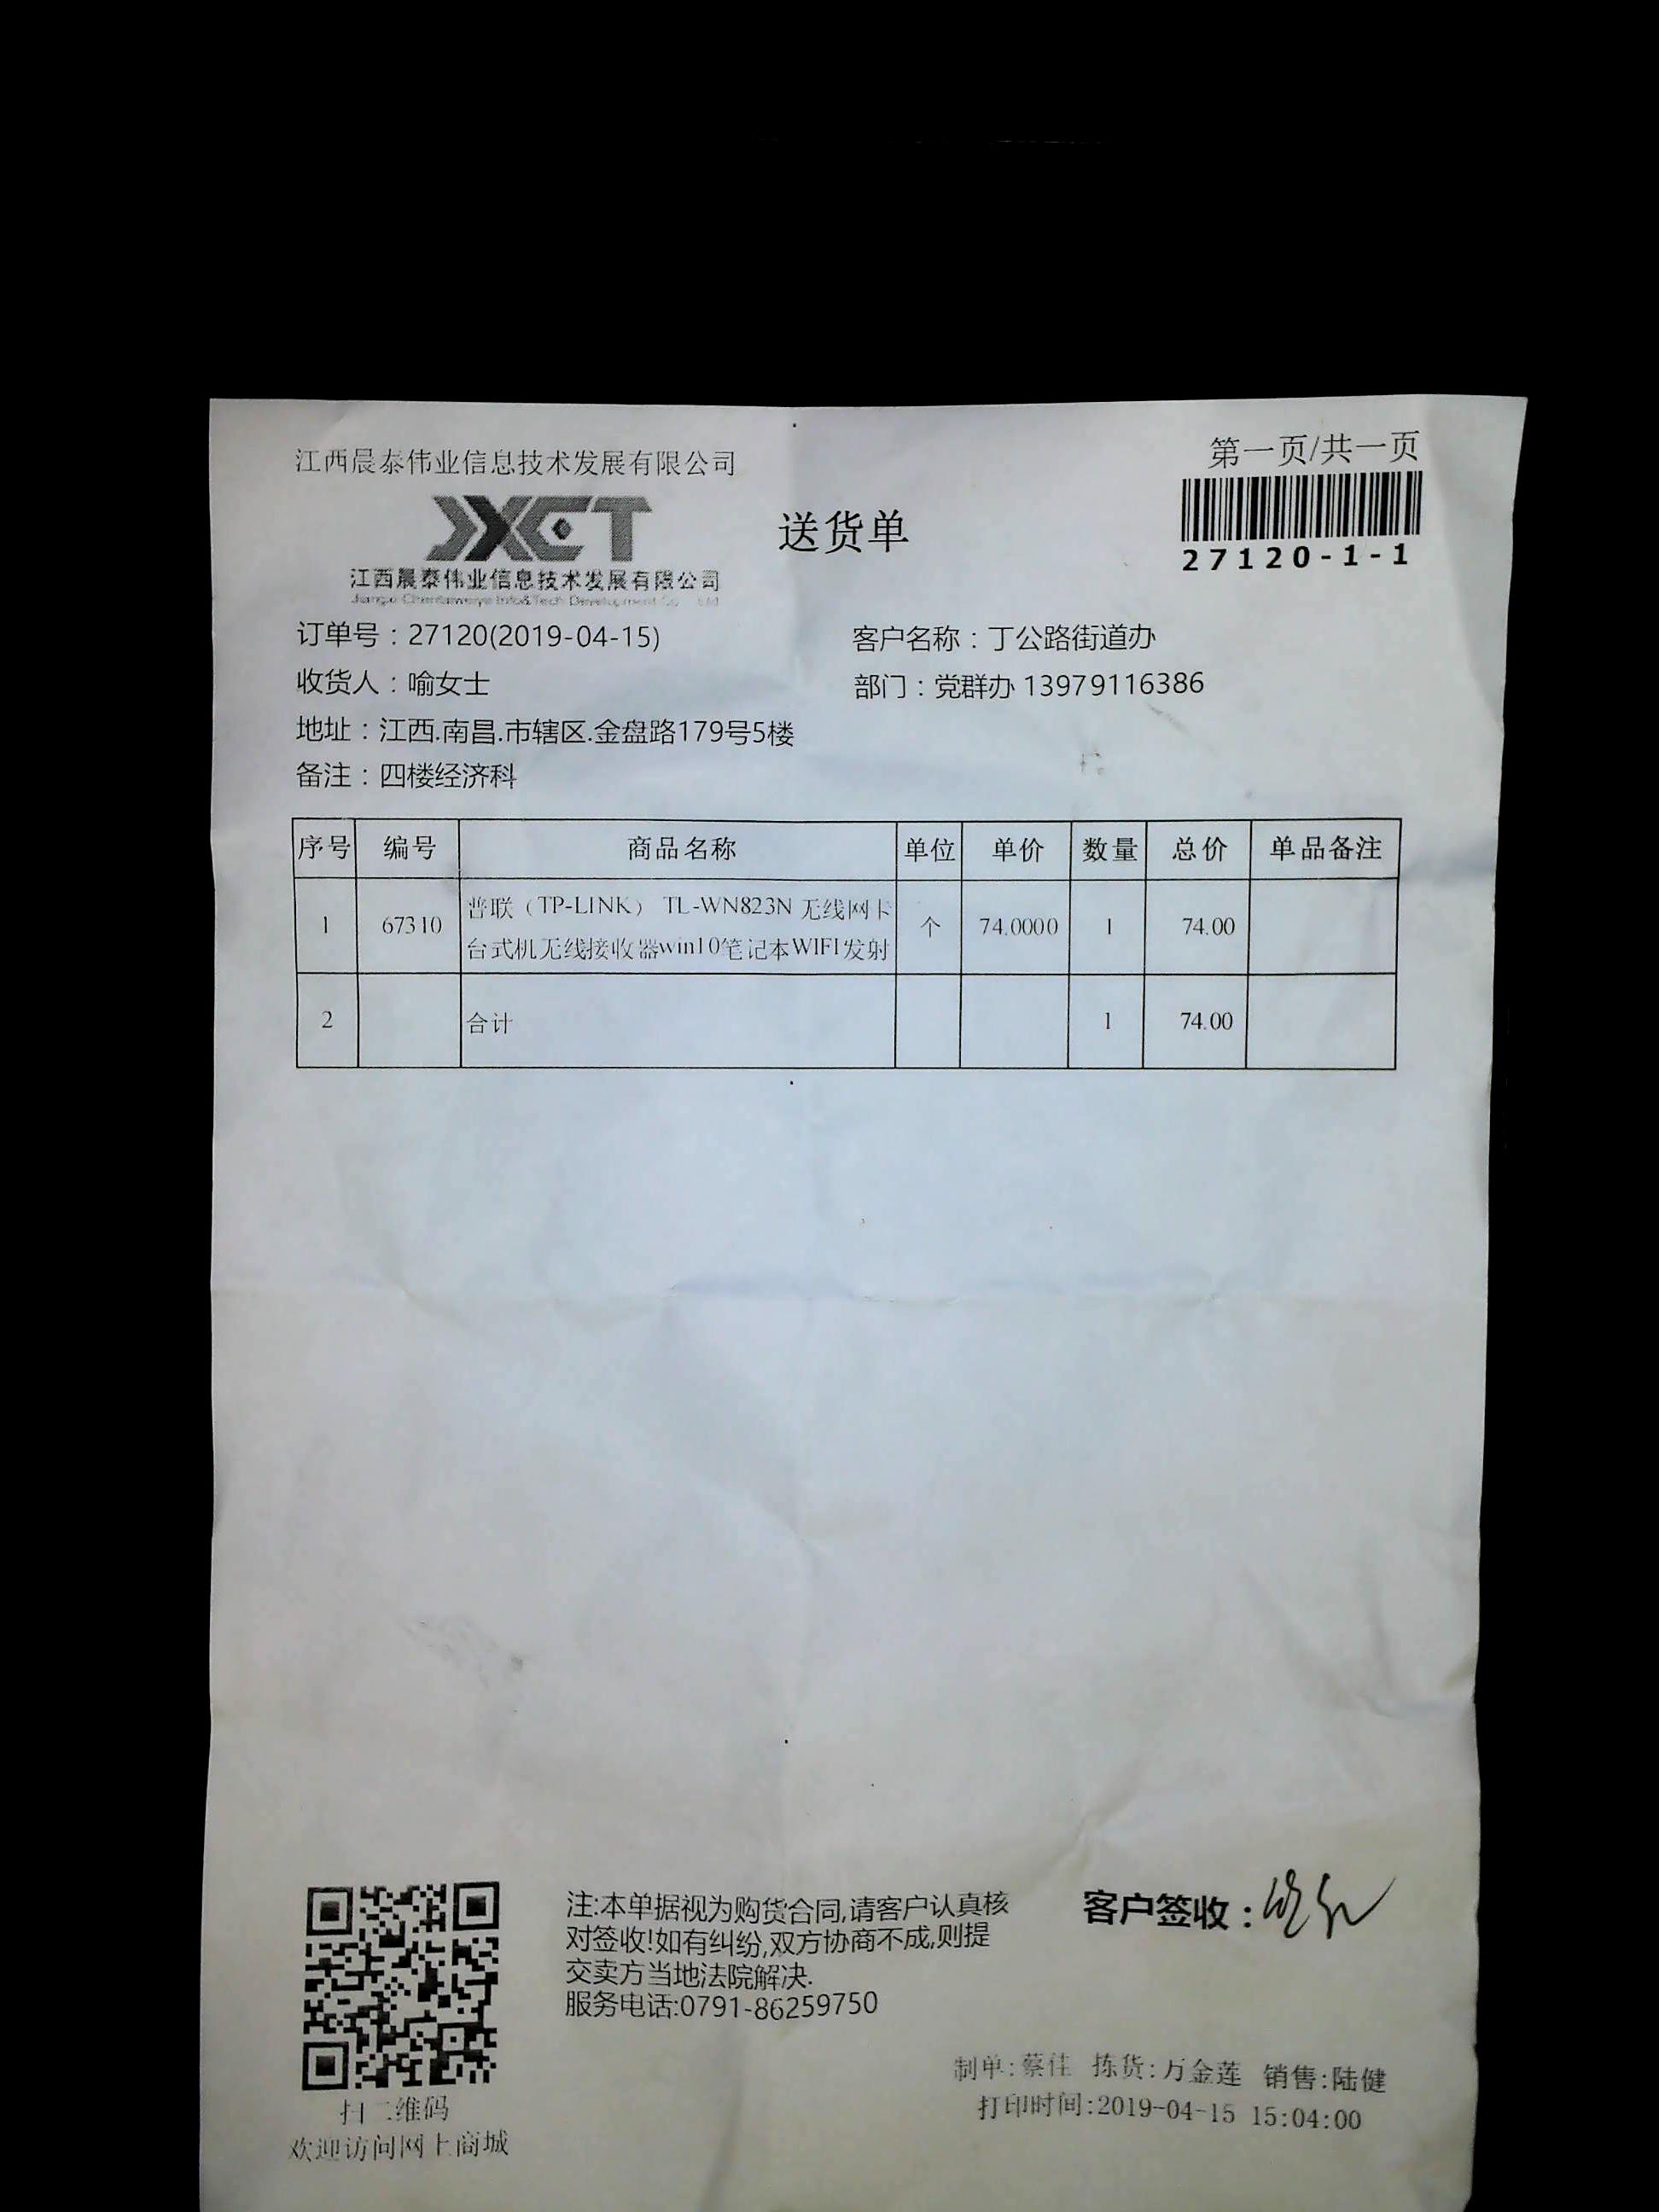 江西晨泰伟业信息技术发展有限公司
第一页/共一页
JXCT
送货单
27120-1-1
江西晨泰伟业信息技术发展有限公司
订单号：27120(2019-04-15)
客户名称：丁公路街道办
收货人：喻女士
部门：党群办 13979116386
地址：江西.南昌.市辖区.金盘路179号5楼
备注：四楼经济科
序号 编号 商品名称 单位 单价 数量 总价 单品备注
1 67310 普联（TP-LINK） TL-WN823N 无线网卡 个 74.0000 1 74.00
台式机无线接收器win10笔记本WIFI发射
2 合计 1 74.00
注:本单据视为购货合同,请客户认真核
对签收!如有纠纷,双方协商不成,则提
交卖方当地法院解决.
服务电话:0791-86259750
客户签收：
制单:蔡佳 拣货:万金莲 销售:陆健
打印时间:2019-04-15 15:04:00
扫二维码
欢迎访问网上商城